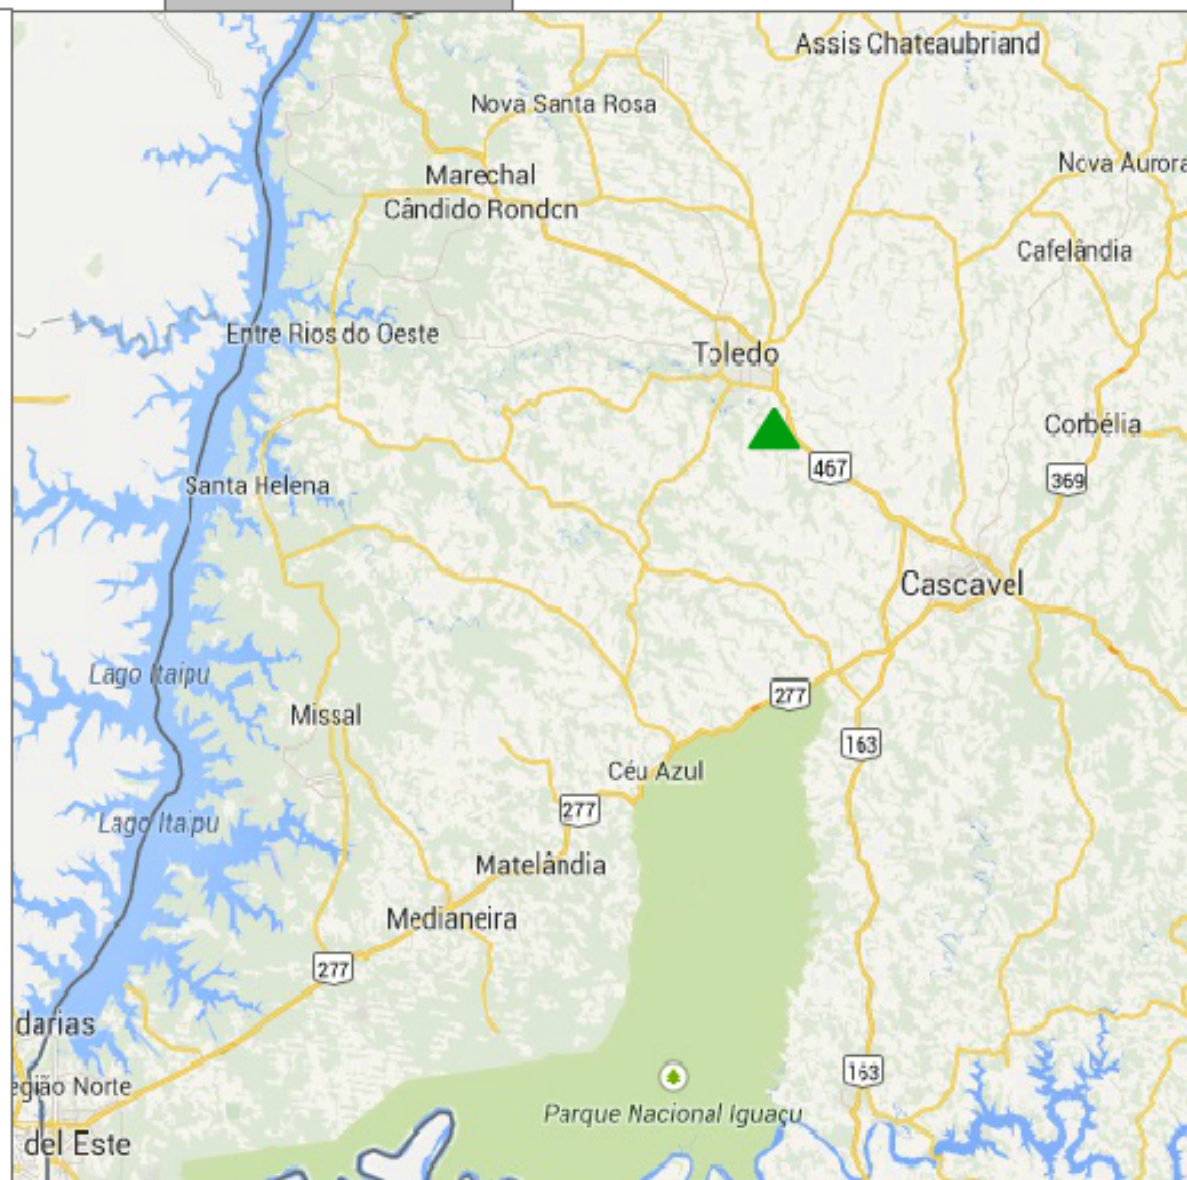 Assis Chateaubriand
Nova Santa Rosa
Nova Aurora
Marechal
Cândido Rondon
Cafelândia
Entre Rios do Oeste
Toledo
Corbélia
467
369
Santa Helena
Cascavel
Lago Itaipu
277
Missal
163
Céu Azul
277
Lago Itaipu
Matelândia
Medianeira
277
darias
163
egião Norte
Parque Nacional Iguaçu
del Este